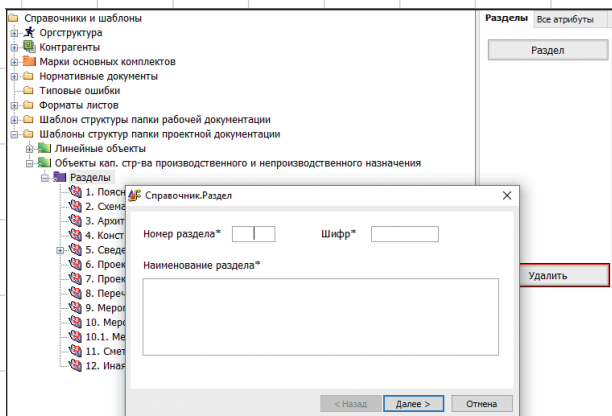 Справочники и шаблоны
Оргструктура
Контрагенты
Марки основных комплектов
Нормативные документы
Типовые ошибки
Форматы листов
Шаблон структуры папки рабочей документации
Шаблоны структур папки проектной документации
Линейные объекты
Объекты кап. стр-ва производственного и непроизводственного назначения
Разделы
1. Поясн
2. Схема
3. Архит
4. Конст
5. Сведе
6. Проек
7. Проек
8. Переч
9. Мероп
10. Меро
10.1. Ме
11. Смет
12. Иная
Справочник.Раздел
Номер раздела* Шифр*
Наименование раздела*
< Назад Далее > Отмена
Разделы Все атрибуты
Раздел
Удалить